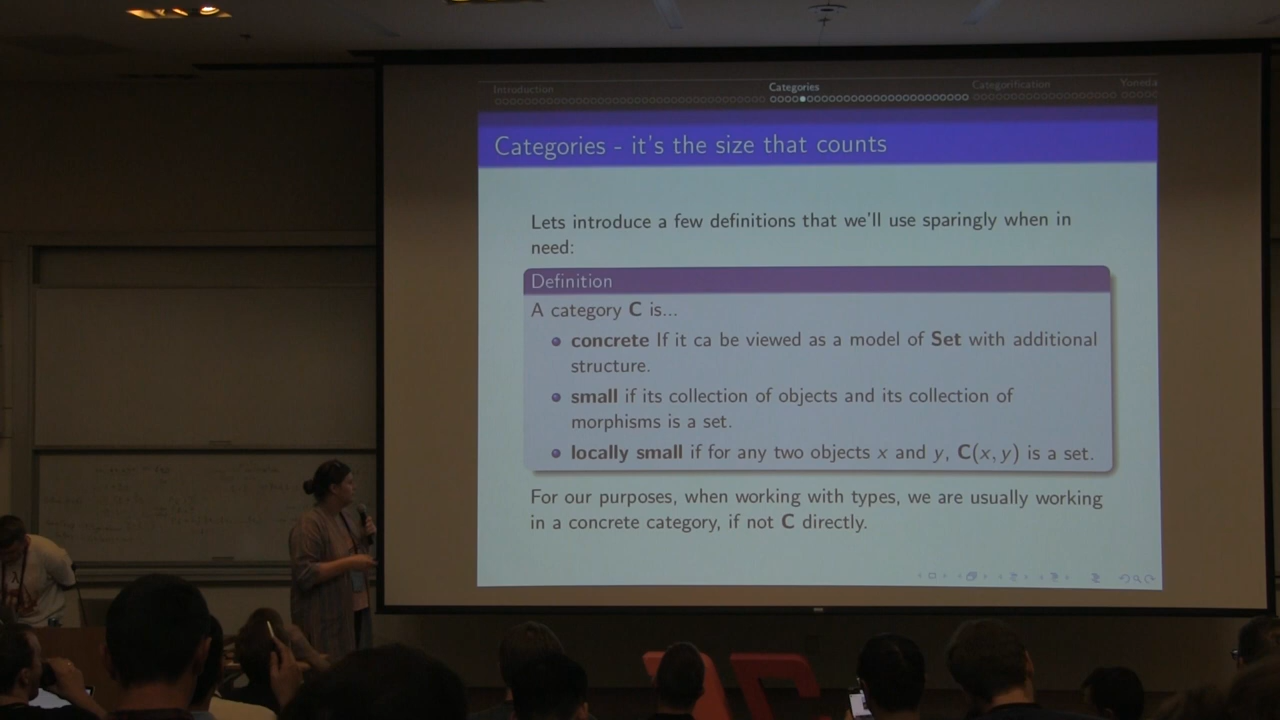 Introduction Categories Categorification Yoneda
Categories - it's the size that counts
Lets introduce a few definitions that we'll use sparingly when in
need:
Definition
A category C is...
concrete If it ca be viewed as a model of Set with additional
structure.
small if its collection of objects and its collection of
morphisms is a set.
locally small if for any two objects x and y, C(x, y) is a set.
For our purposes, when working with types, we are usually working
in a concrete category, if not C directly.